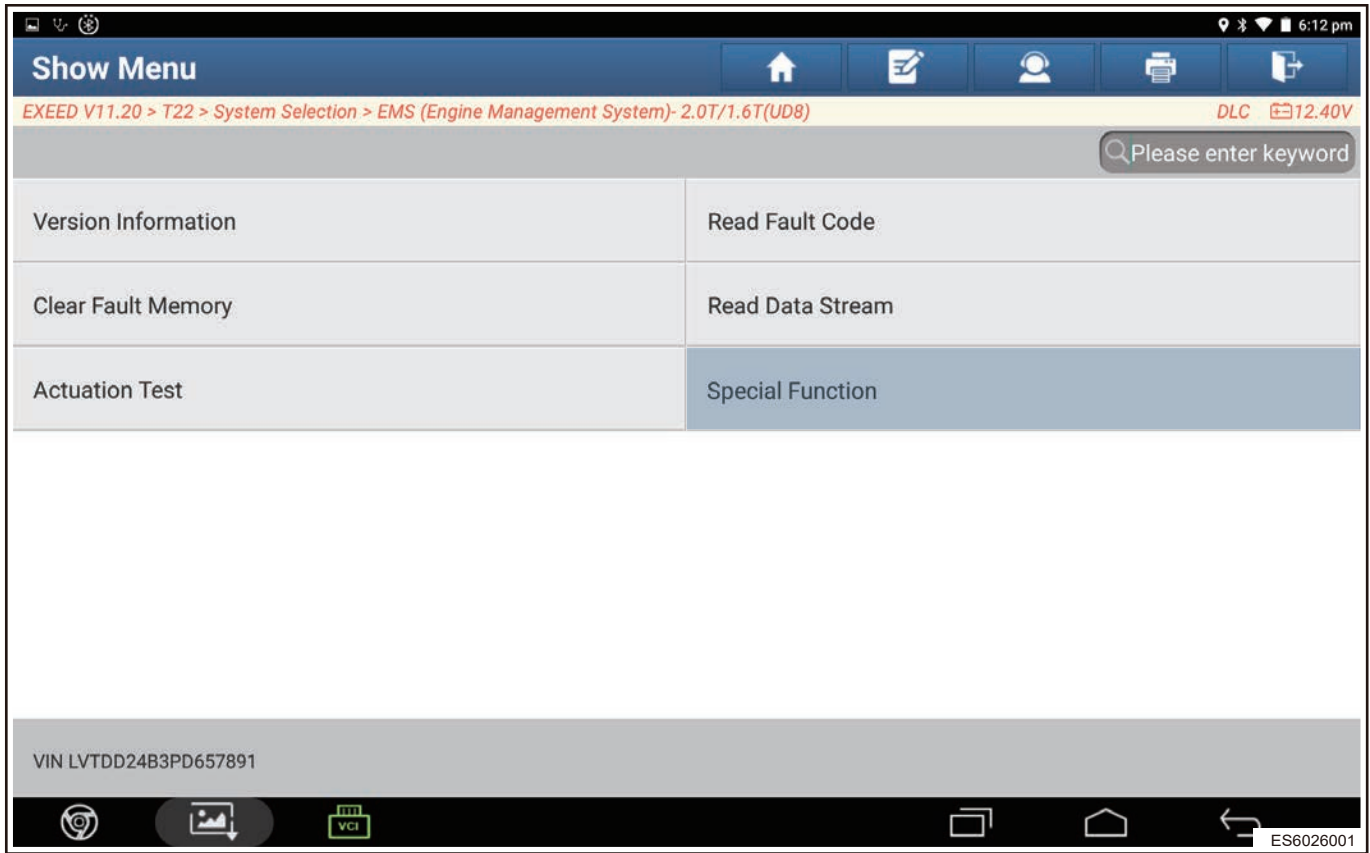 6:12 pm
Show Menu
EXEED V11.20 > T22 > System Selection > EMS (Engine Management System)- 2.0T/1.6T(UD8)
DLC 12.40V
Please enter keyword
Version Information
Read Fault Code
Clear Fault Memory
Read Data Stream
Actuation Test
Special Function
VIN LVTDD24B3PD657891
VCI
ES6026001